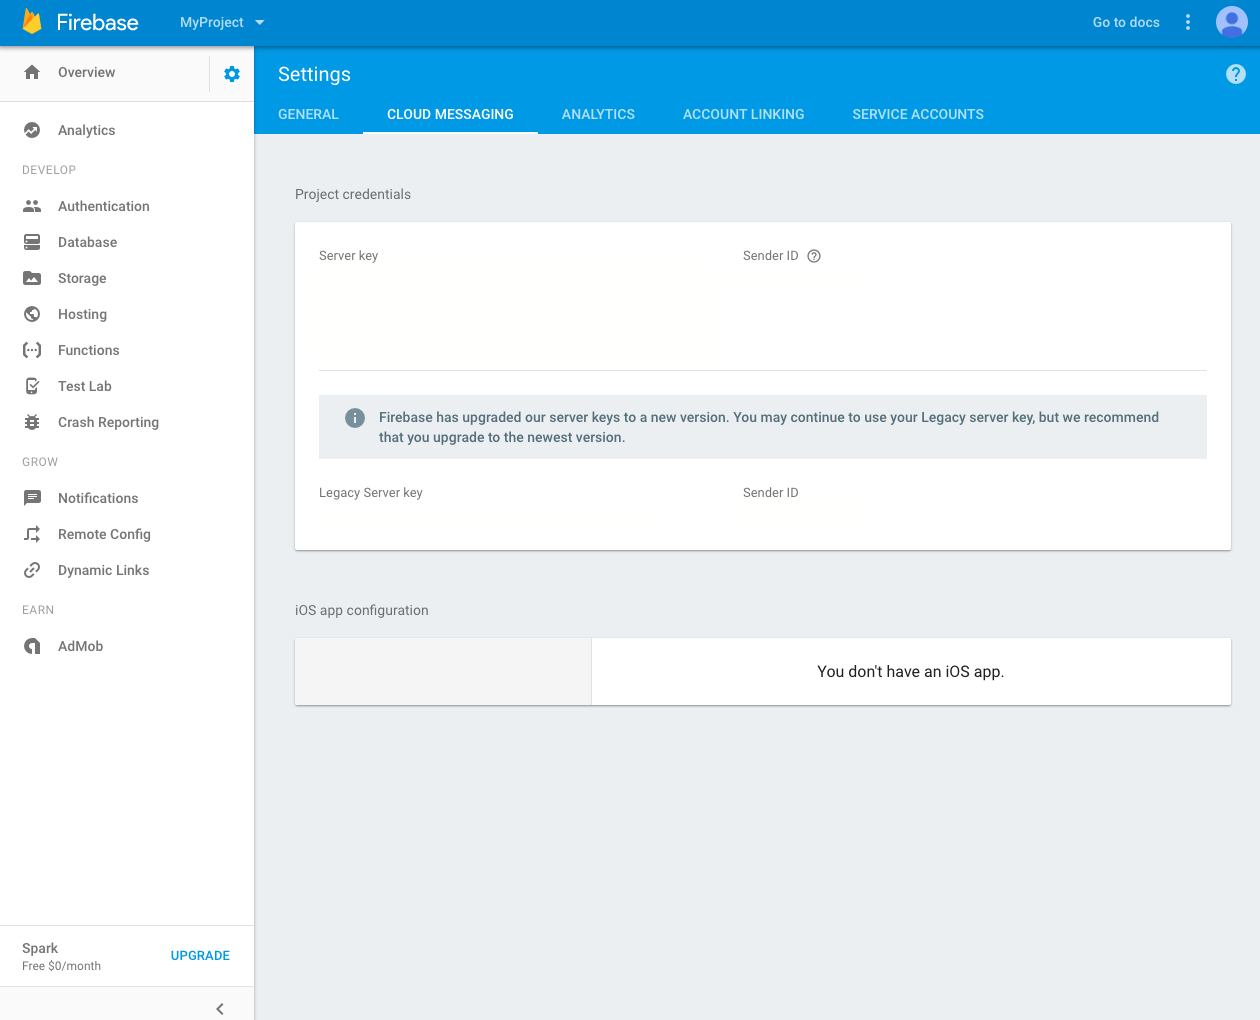 Firebase
MyProject
Go to docs
Overview
Settings
GENERAL
CLOUD MESSAGING
ANALYTICS
ACCOUNT LINKING
SERVICE ACCOUNTS
Analytics
DEVELOP
Authentication
Database
Storage
Hosting
Functions
Test Lab
Crash Reporting
GROW
Notifications
Remote Config
Dynamic Links
EARN
AdMob
Spark
Free $0/month
UPGRADE
Project credentials
Server key
Sender ID
Firebase has upgraded our server keys to a new version. You may continue to use your Legacy server key, but we recommend
that you upgrade to the newest version.
Legacy Server key
Sender ID
iOS app configuration
You don't have an iOS app.